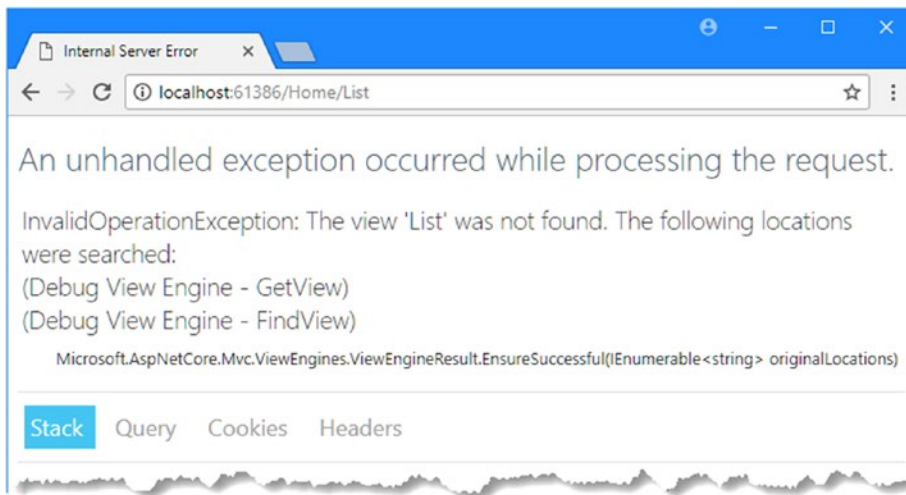 Internal Server Error
localhost:61386/Home/List
An unhandled exception occurred while processing the request.
InvalidOperationException: The view 'List' was not found. The following locations
were searched:
(Debug View Engine - GetView)
(Debug View Engine - FindView)
Microsoft.AspNetCore.Mvc.ViewEngines.ViewEngineResult.EnsureSuccessful(IEnumerable<string> originalLocations)
Stack Query Cookies Headers